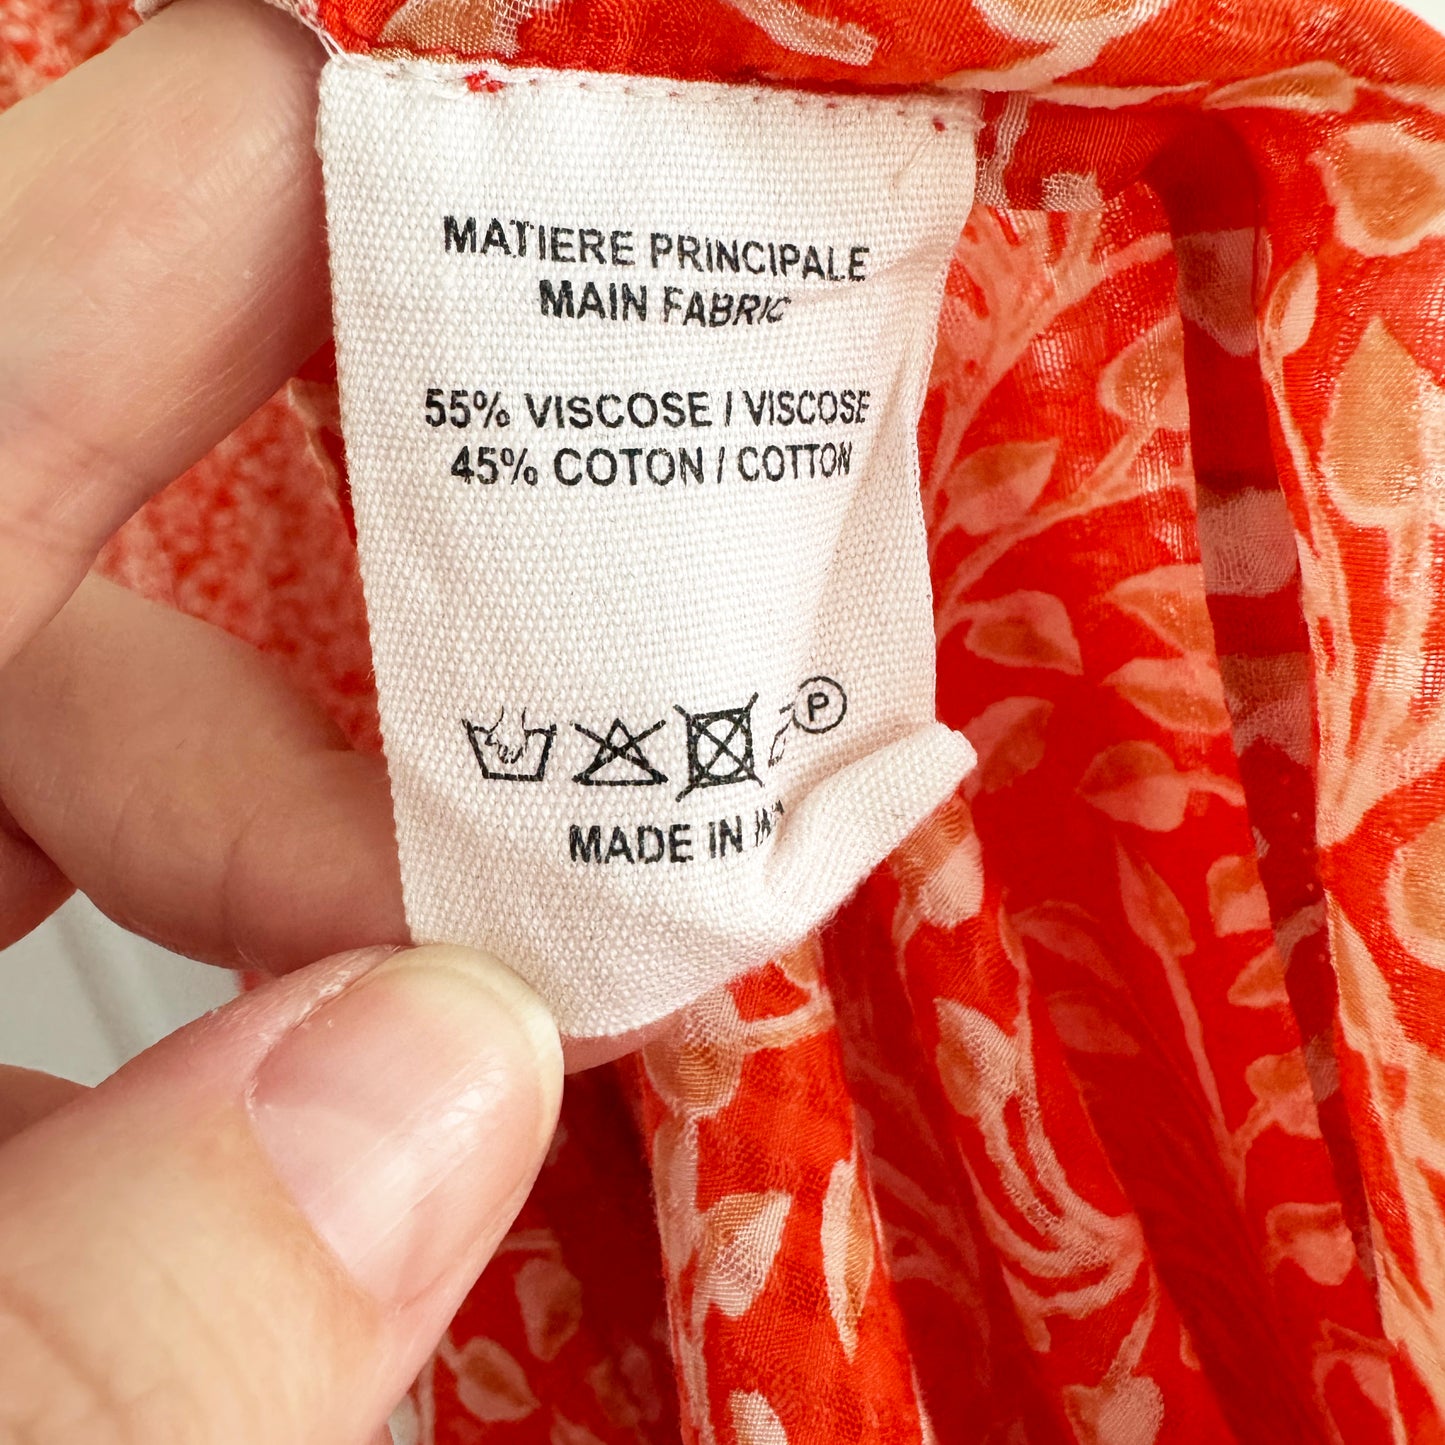 MATIERE PRINCIPALE
MAIN FABRIC
55% VISCOSE / VISCOSE
45% COTON / COTTON
P
MADE IN